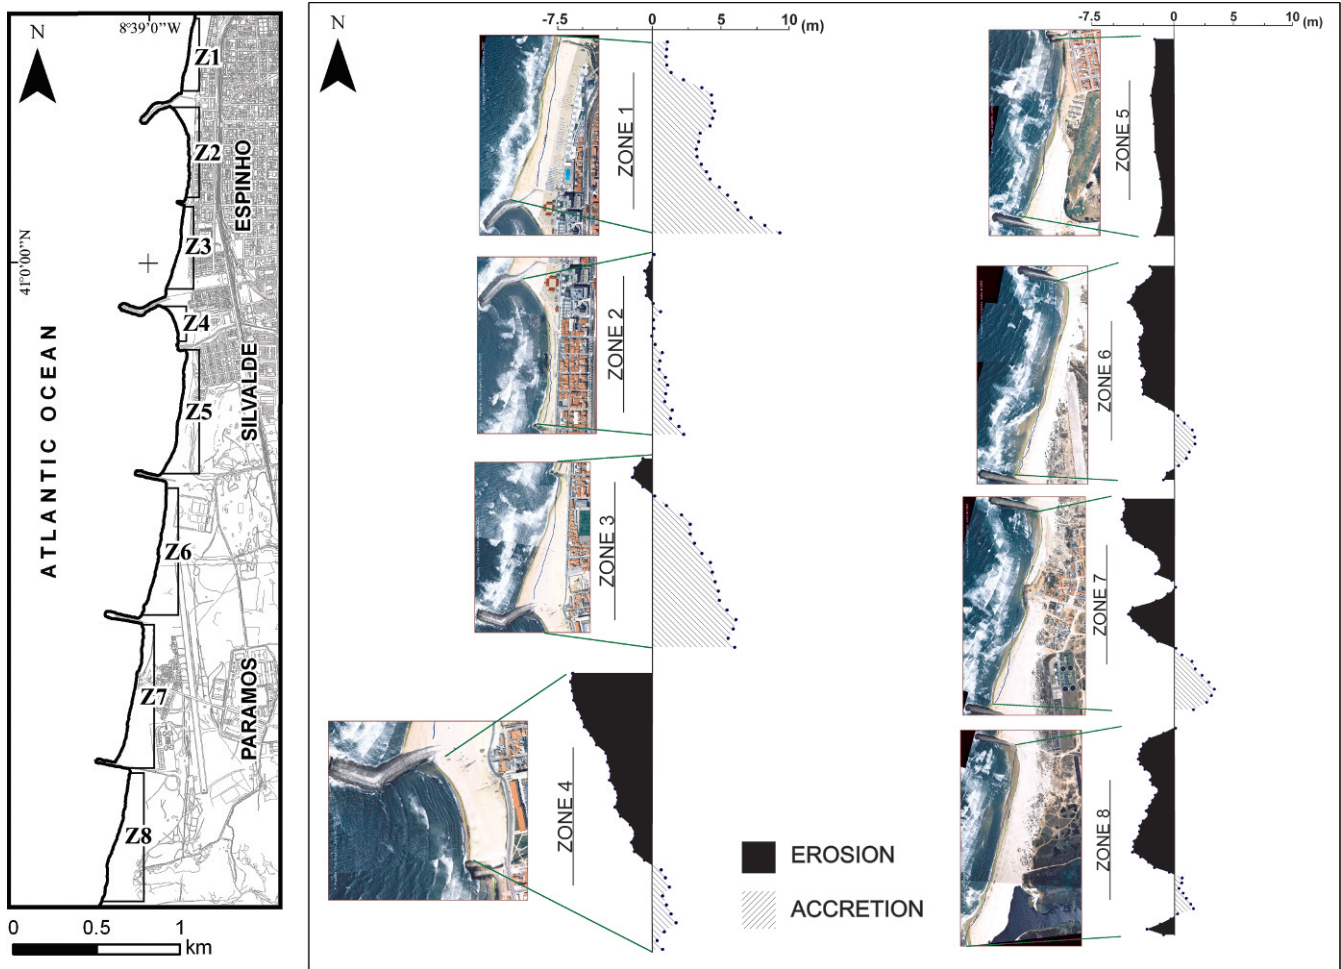 N
8°39'0''W
41°0'00''N
ATLANTIC OCEAN
Z1
Z2
Z3
Z4
Z5
Z6
Z7
Z8
ESPINHO
SILVALDE
PARAMOS
0 0.5 1
km
N
-7.5 0 5 10 (m)
ZONE 1
ZONE 2
ZONE 3
ZONE 4
EROSION
ACCRETION
-7.5 0 5 10 (m)
ZONE 5
ZONE 6
ZONE 7
ZONE 8